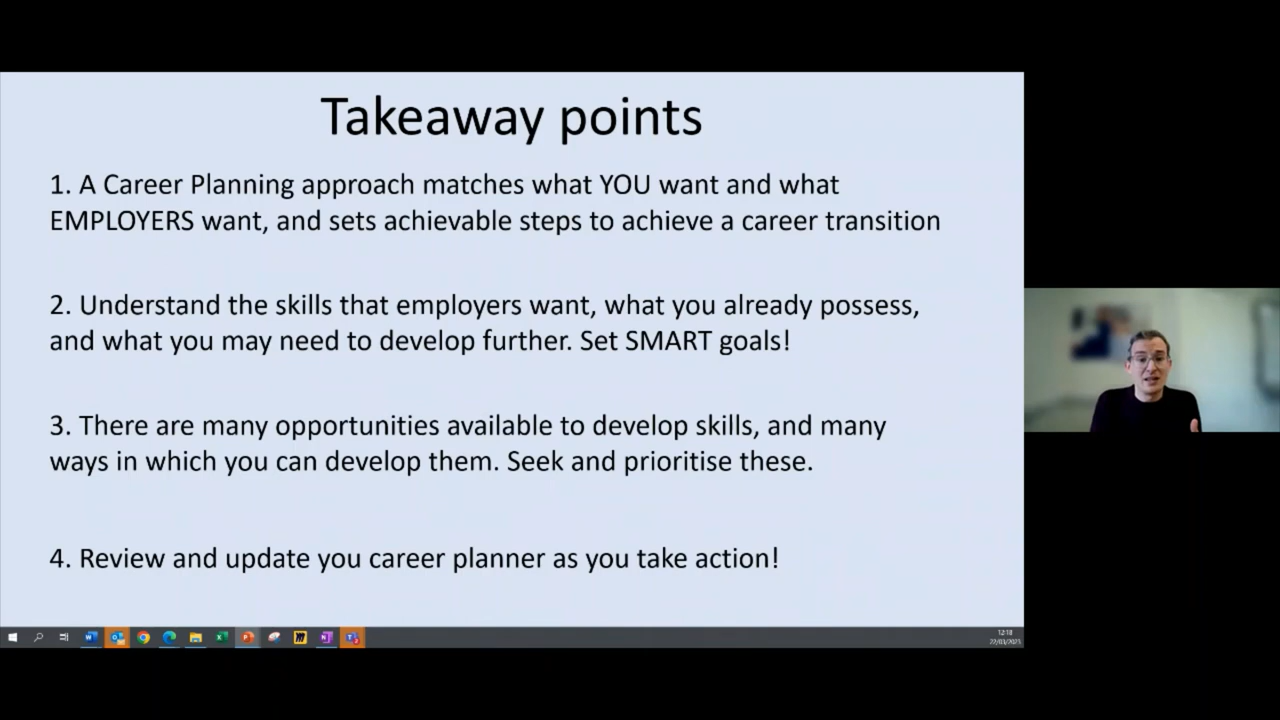 Takeaway points
1. A Career Planning approach matches what YOU want and what
EMPLOYERS want, and sets achievable steps to achieve a career transition
2. Understand the skills that employers want, what you already possess,
and what you may need to develop further. Set SMART goals!
3. There are many opportunities available to develop skills, and many
ways in which you can develop them. Seek and prioritise these.
4. Review and update you career planner as you take action!
12:18